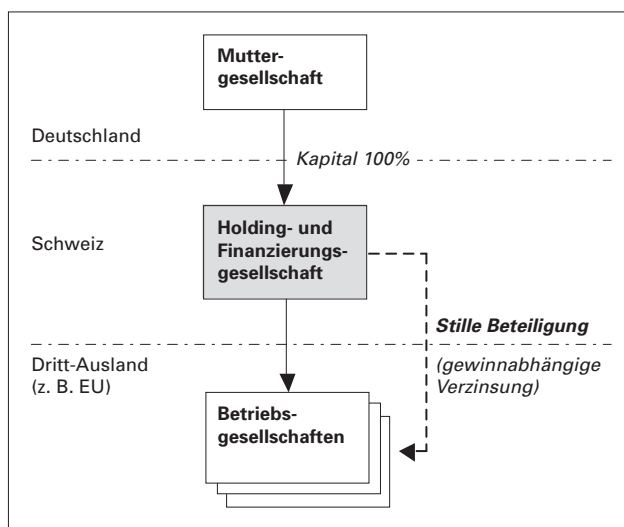 Mutter-
gesellschaft
Deutschland
Kapital 100%
Schweiz
Holding- und
Finanzierungs-
gesellschaft
Stille Beteiligung
Dritt-Ausland
(z. B. EU)
(gewinnabhängige
Verzinsung)
Betriebs-
gesellschaften